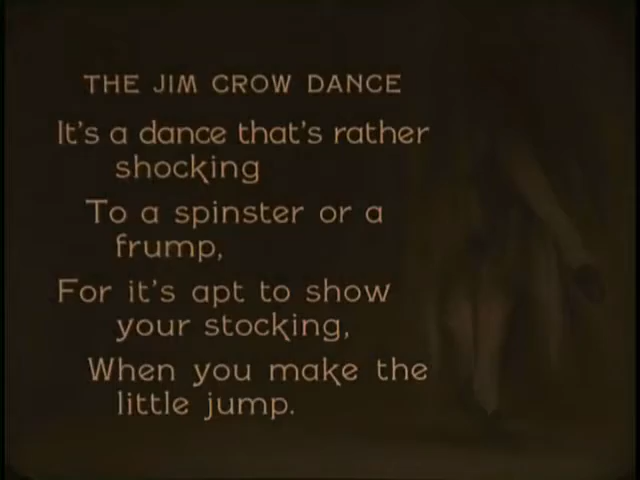 THE JIM CROW DANCE
It's a dance that's rather
shocking
To a spinster or a
frump,
For it's apt to show
your stocking,
When you make the
little jump.